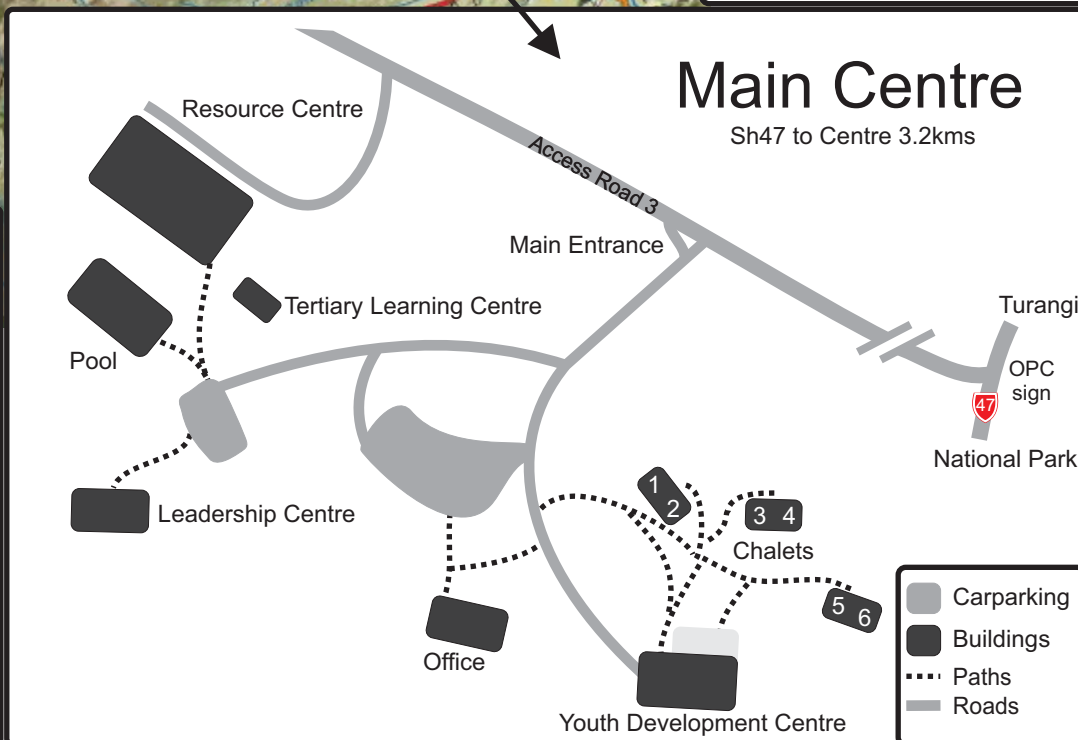 Main Centre
Sh47 to Centre 3.2kms
Resource Centre
Access Road 3
Main Entrance
Tertiary Learning Centre
Turangi
Pool
OPC
sign
47
National Park
1
2
3 4
Leadership Centre
Chalets
5 6
Office
Youth Development Centre
Carparking
Buildings
Paths
Roads